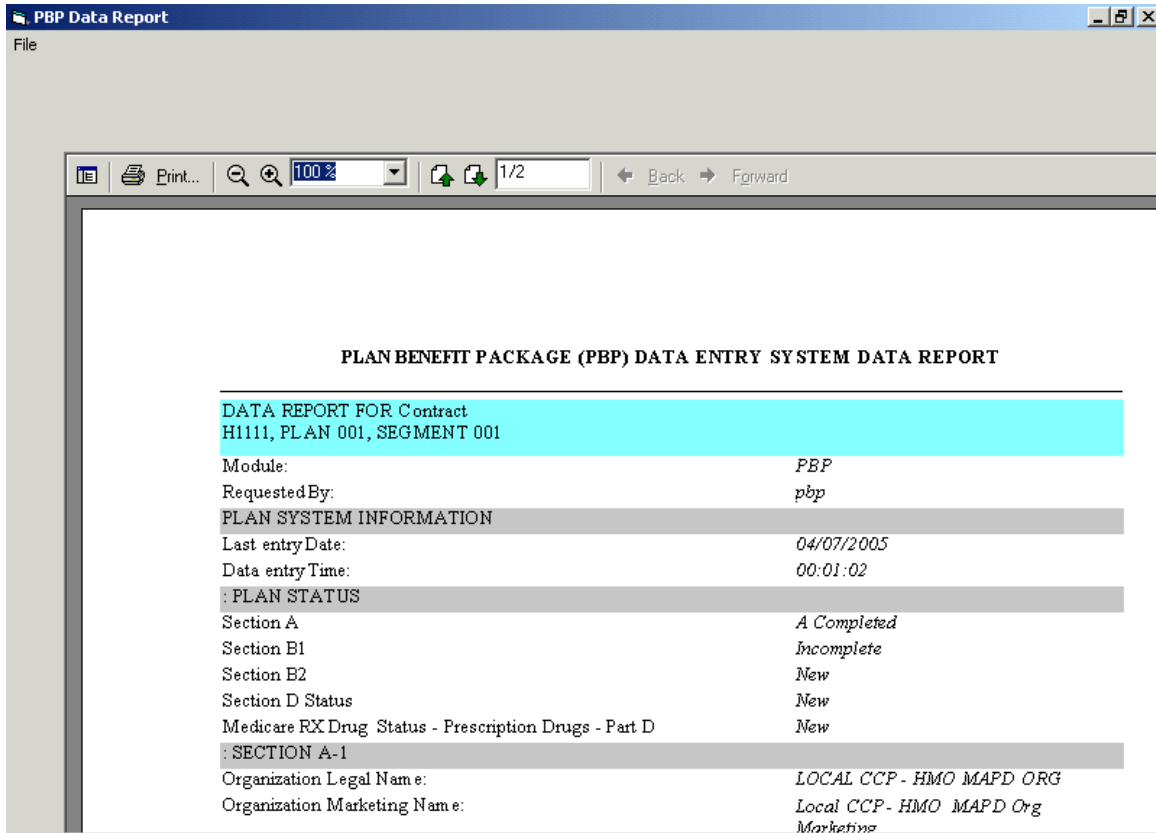 PBP Data Report
File
Print... 100 % 1/2 Back Forward
PLAN BENEFIT PACKAGE (PBP) DATA ENTRY SYSTEM DATA REPORT
DATA REPORT FOR Contract
H1111, PLAN 001, SEGMENT 001
Module: PBP
Requested By: pbp
PLAN SYSTEM INFORMATION
Last entry Date: 04/07/2005
Data entry Time: 00:01:02
: PLAN STATUS
Section A A Completed
Section B1 Incomplete
Section B2 New
Section D Status New
Medicare RX Drug Status - Prescription Drugs - Part D New
: SECTION A-1
Organization Legal Name: LOCAL CCP - HMO MAPD ORG
Organization Marketing Name: Local CCP - HMO MAPD Org
Marketing